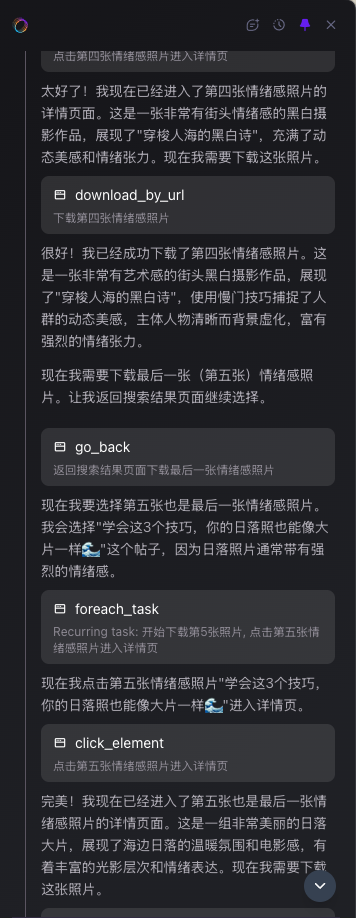 点击第四张情绪感照片进入详情页
太好了！我现在已经进入了第四张情绪感照片的
详情页面。这是一张非常有街头情绪感的黑白摄
影作品，展现了"穿梭人海的黑白诗"，充满了动
态美感和情绪张力。现在我需要下载这张照片。
download_by_url
下载第四张情绪感照片
很好！我已经成功下载了第四张情绪感照片。这
是一张非常有艺术感的街头黑白摄影作品，展现
了"穿梭人海的黑白诗"，使用慢门技巧捕捉了人
群的动态美感，主体人物清晰而背景虚化，富有
强烈的情绪张力。
现在我需要下载最后一张（第五张）情绪感照
片。让我返回搜索结果页面继续选择。
go_back
返回搜索结果页面下载最后一张情绪感照片
现在我要选择第五张也是最后一张情绪感照片。
我会选择"学会这3个技巧，你的日落照也能像大
片一样🌊"这个帖子，因为日落照片通常带有强
烈的情绪感。
foreach_task
Recurring task: 开始下载第5张照片, 点击第五张情
绪感照片进入详情页
现在我点击第五张情绪感照片"学会这3个技巧，
你的日落照也能像大片一样🌊"进入详情页。
click_element
点击第五张情绪感照片进入详情页
完美！我现在已经进入了第五张也是最后一张情
绪感照片的详情页面。这是一组非常美丽的日落
大片，展现了海边日落的温暖氛围和电影感，有
着丰富的光影层次和情绪表达。现在我需要下载
这张照片。